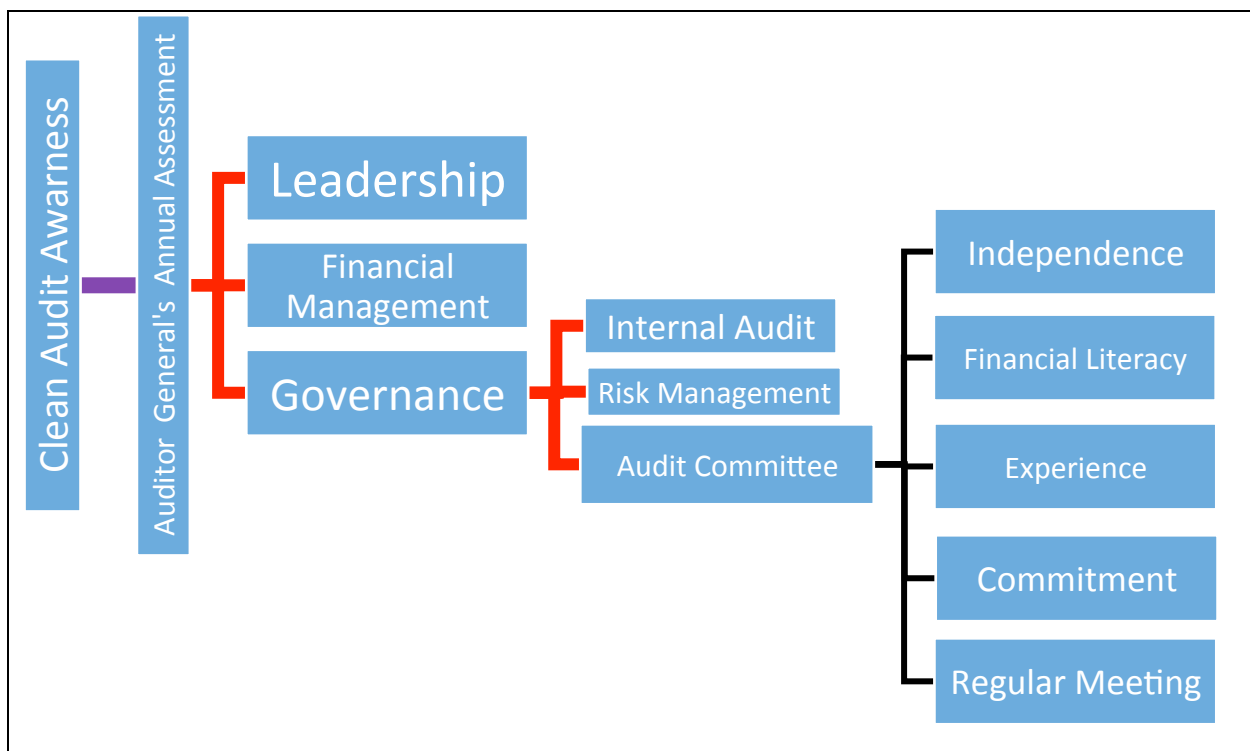 Clean Audit Awarness
Auditor General's Annual Assessment
Leadership
Financial
Management
Governance
Internal Audit
Risk Management
Audit Committee
Independence
Financial Literacy
Experience
Commitment
Regular Meeting